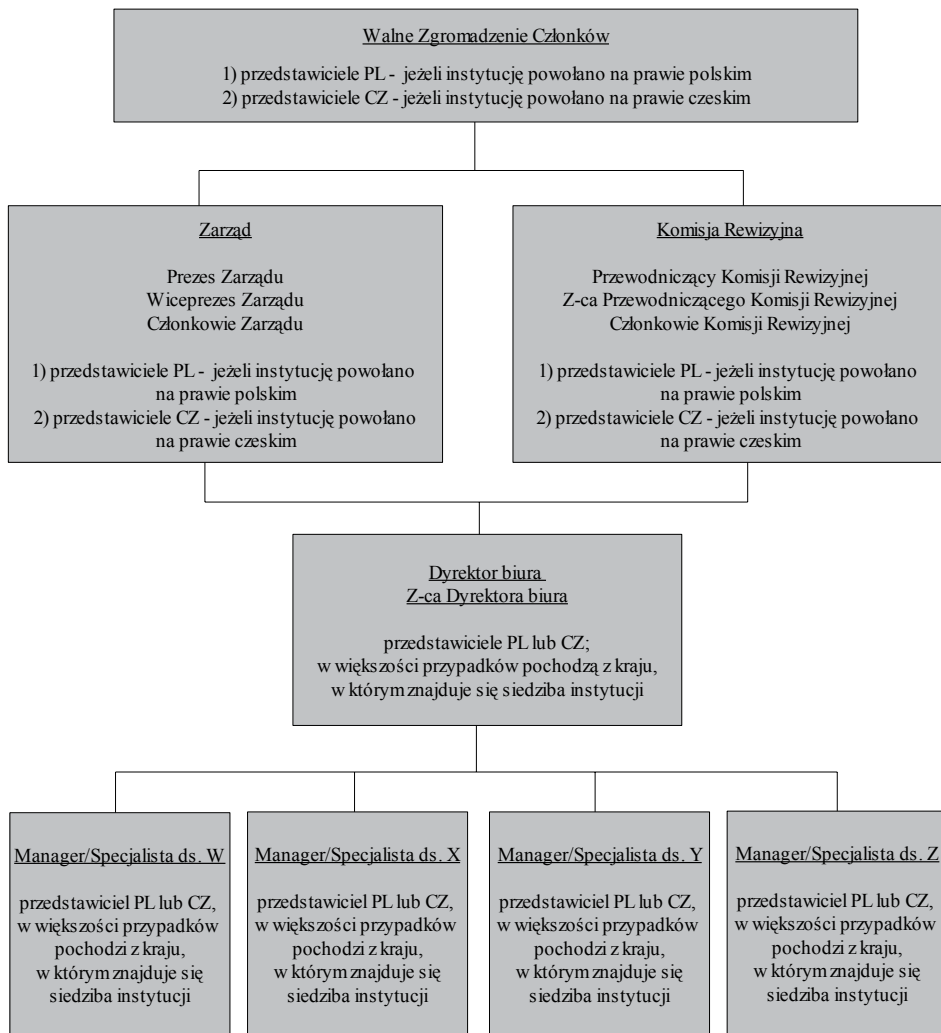 Walne Zgromadzenie Członków
1) przedstawiciele PL - jeżeli instytucję powołano na prawie polskim
2) przedstawiciele CZ - jeżeli instytucję powołano na prawie czeskim
Zarząd
Prezes Zarządu
Wiceprezes Zarządu
Członkowie Zarządu
1) przedstawiciele PL - jeżeli instytucję powołano
na prawie polskim
2) przedstawiciele CZ - jeżeli instytucję powołano
na prawie czeskim
Komisja Rewizyjna
Przewodniczący Komisji Rewizyjnej
Z-ca Przewodniczącego Komisji Rewizyjnej
Członkowie Komisji Rewizyjnej
1) przedstawiciele PL - jeżeli instytucję powołano
na prawie polskim
2) przedstawiciele CZ - jeżeli instytucję powołano
na prawie czeskim
Dyrektor biura
Z-ca Dyrektora biura
przedstawiciele PL lub CZ;
w większości przypadków pochodzą z kraju,
w którym znajduje się siedziba instytucji
Manager/Specjalista ds. W
przedstawiciel PL lub CZ,
w większości przypadków
pochodzi z kraju,
w którym znajduje się
siedziba instytucji
Manager/Specjalista ds. X
przedstawiciel PL lub CZ,
w większości przypadków
pochodzi z kraju,
w którym znajduje się
siedziba instytucji
Manager/Specjalista ds. Y
przedstawiciel PL lub CZ,
w większości przypadków
pochodzi z kraju,
w którym znajduje się
siedziba instytucji
Manager/Specjalista ds. Z
przedstawiciel PL lub CZ,
w większości przypadków
pochodzi z kraju,
w którym znajduje się
siedziba instytucji